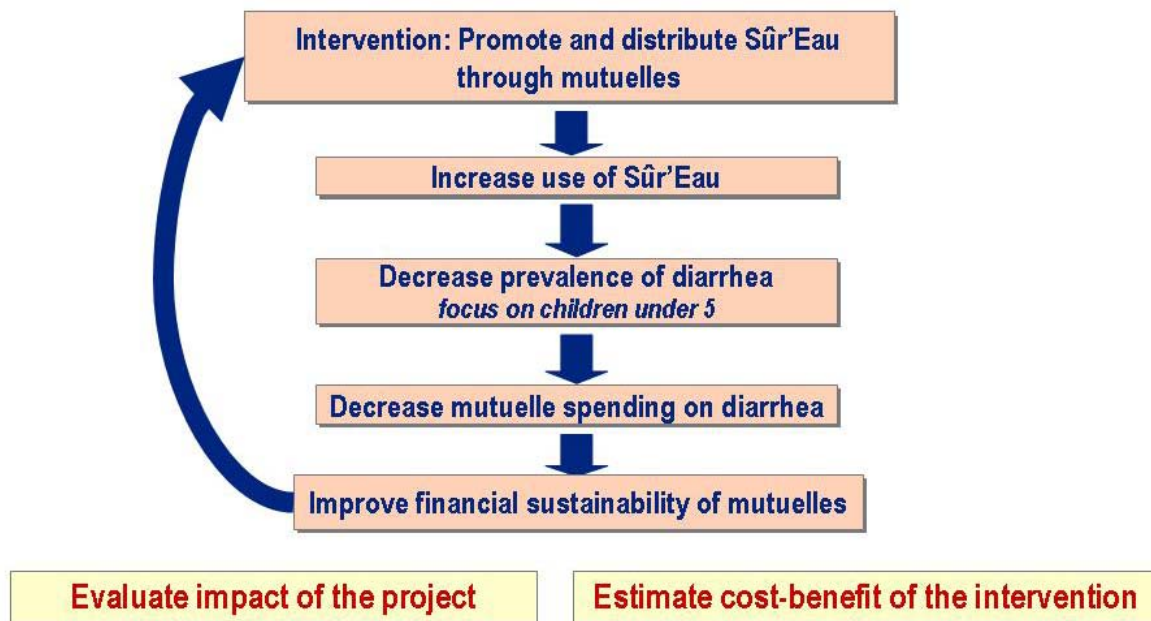 Intervention: Promote and distribute Sûr'Eau
through mutuelles
Increase use of Sûr'Eau
Decrease prevalence of diarrhea
focus on children under 5
Decrease mutuelle spending on diarrhea
Improve financial sustainability of mutuelles
Evaluate impact of the project
Estimate cost-benefit of the intervention